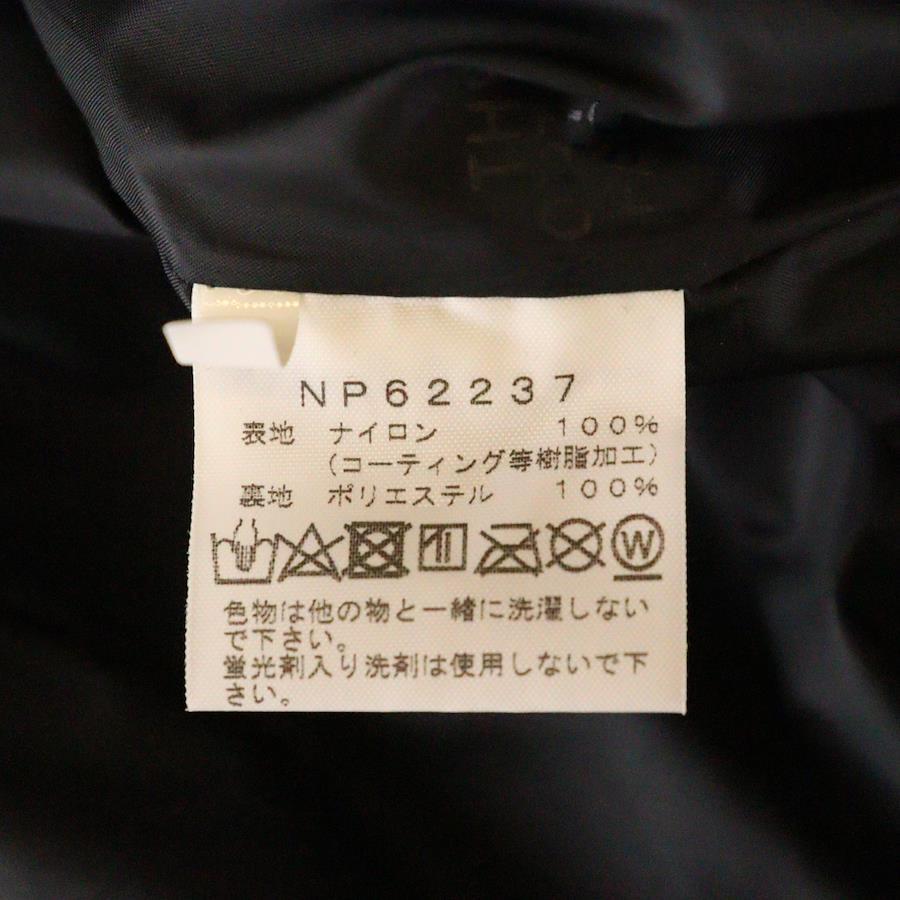 NP62237
表地 ナイロン 100%
(コーティング等樹脂加工)
裏地 ポリエステル 100%
W
色物は他の物と一緒に洗濯しない
で下さい。
蛍光剤入り洗剤は使用しないで下
さい。